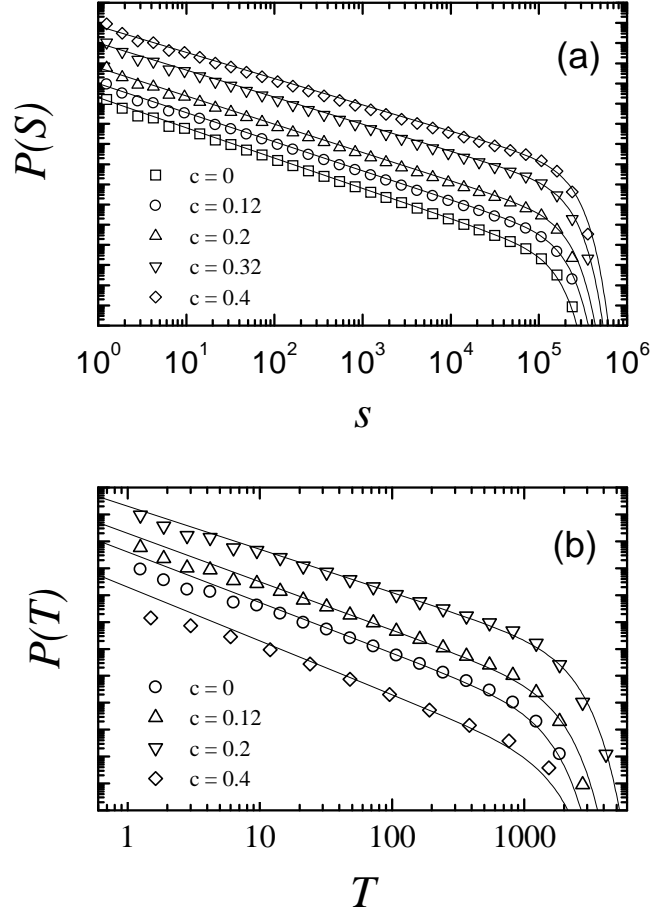 (a)
P(S)
c = 0
c = 0.12
c = 0.2
c = 0.32
c = 0.4
10^0 10^1 10^2 10^3 10^4 10^5 10^6
s
(b)
P(T)
c = 0
c = 0.12
c = 0.2
c = 0.4
1 10 100 1000
T